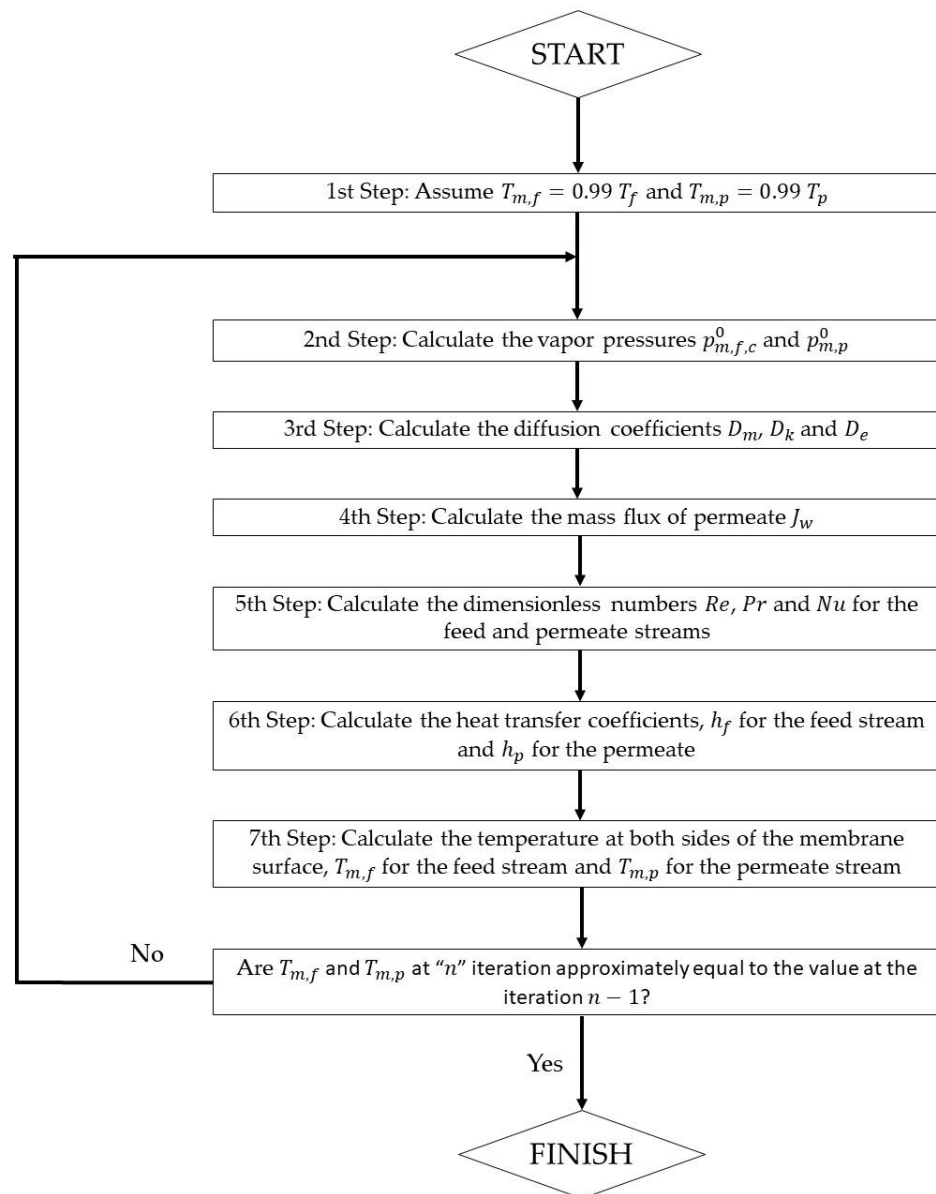 START
1st Step: Assume T_{m,f} = 0.99 T_f and T_{m,p} = 0.99 T_p
2nd Step: Calculate the vapor pressures p^0_{m,f,c} and p^0_{m,p}
3rd Step: Calculate the diffusion coefficients D_m, D_k and D_e
4th Step: Calculate the mass flux of permeate J_w
5th Step: Calculate the dimensionless numbers Re, Pr and Nu for the
feed and permeate streams
6th Step: Calculate the heat transfer coefficients, h_f for the feed stream
and h_p for the permeate
7th Step: Calculate the temperature at both sides of the membrane
surface, T_{m,f} for the feed stream and T_{m,p} for the permeate stream
No
Are T_{m,f} and T_{m,p} at “n” iteration approximately equal to the value at the
iteration n − 1?
Yes
FINISH